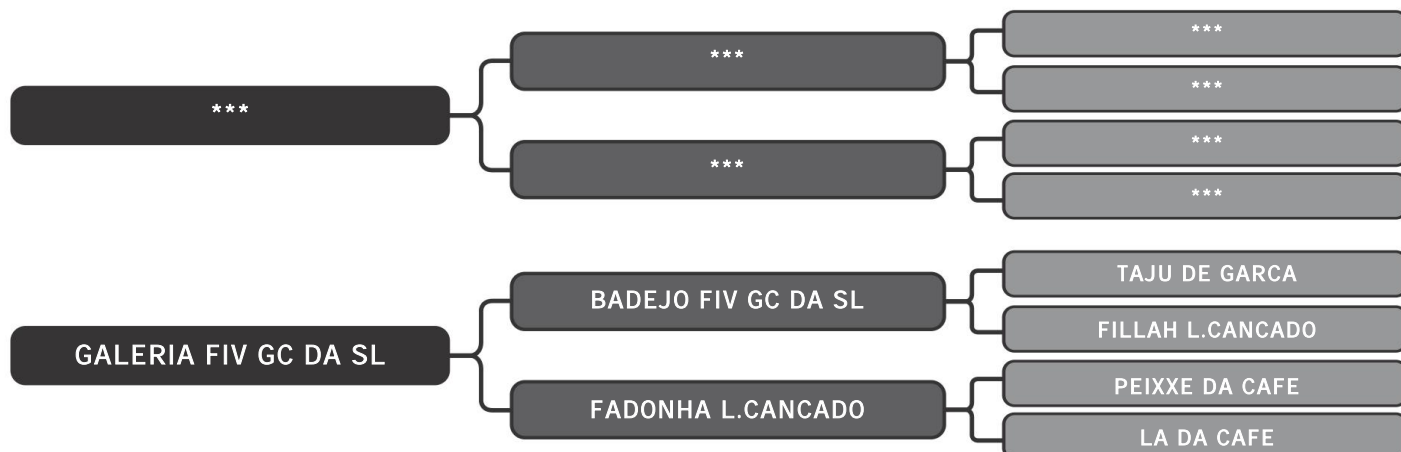 ***
***
***
***
***
***
***
GALERIA FIV GC DA SL
BADEJO FIV GC DA SL
TAJU DE GARCA
FILLAH L.CANCADO
FADONHA L.CANCADO
PEIXXE DA CAFE
LA DA CAFE